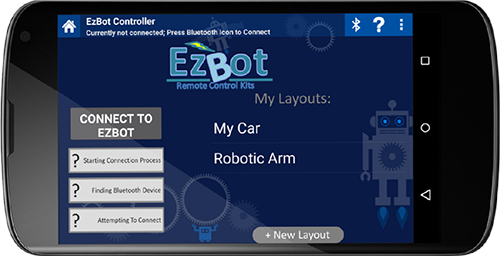 EzBot Controller
Currently not connected; Press Bluetooth Icon to Connect
?
EzBot
Remote Control Kits
My Layouts:
CONNECT TO
EZBOT
My Car
? Starting Connection Process
Robotic Arm
? Finding Bluetooth Device
? Attempting To Connect
+ New Layout